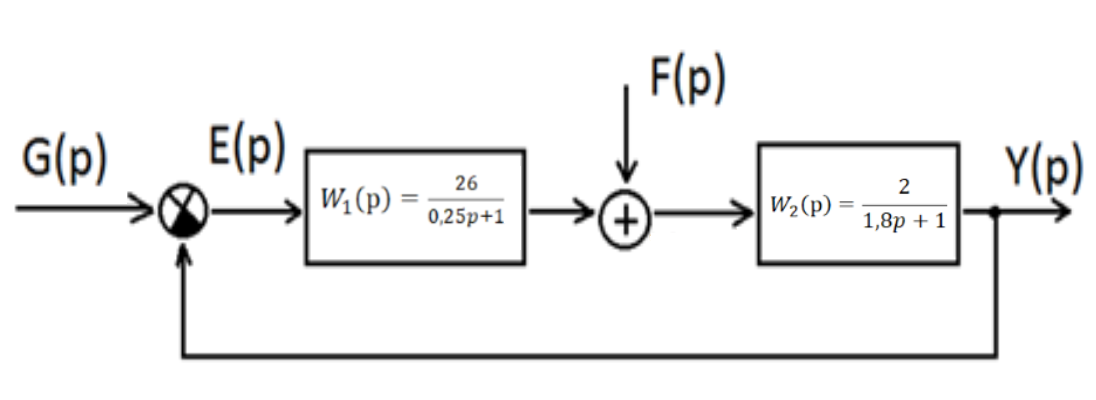 F(p)
G(p)
E(p)
Y(p)
W₁(p) = 26
0,25p+1
+
W₂(p) = 2
1,8p + 1